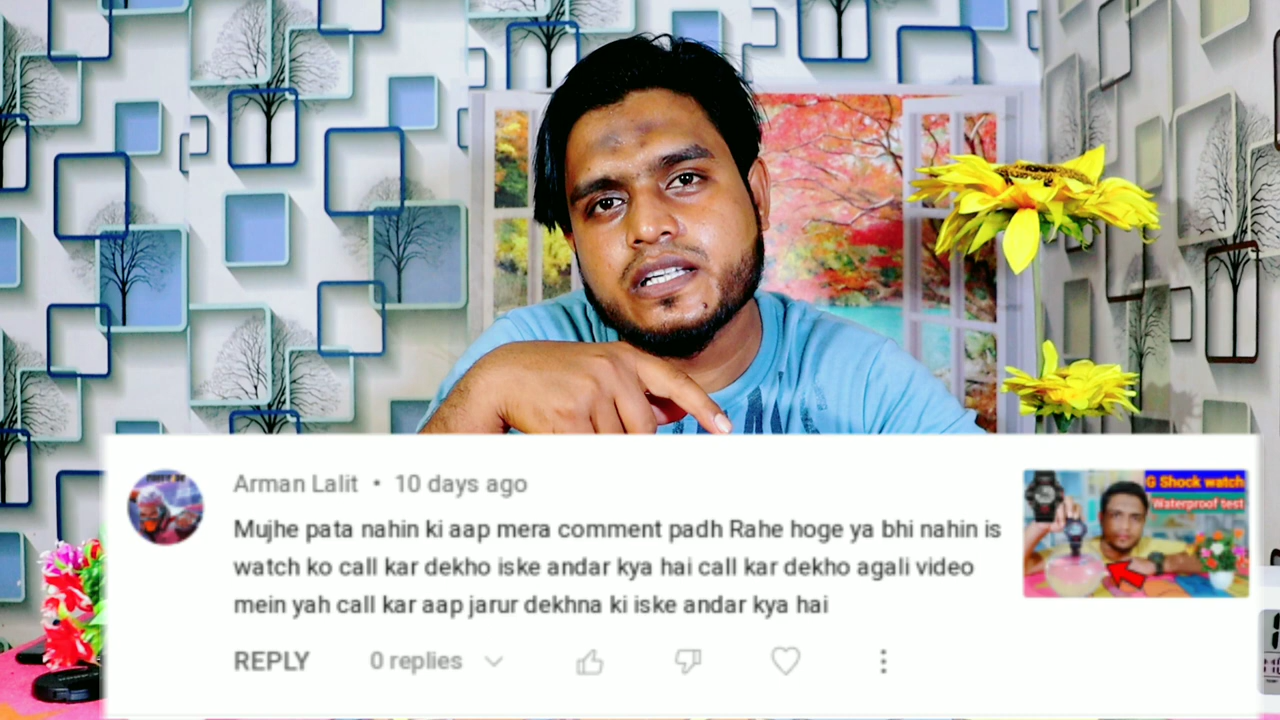 Arman Lalit • 10 days ago
Mujhe pata nahin ki aap mera comment padh Rahe hoge ya bhi nahin is
watch ko call kar dekho iske andar kya hai call kar dekho agali video
mein yah call kar aap jarur dekhna ki iske andar kya hai
REPLY 0 replies
G Shock watch
Waterproof test